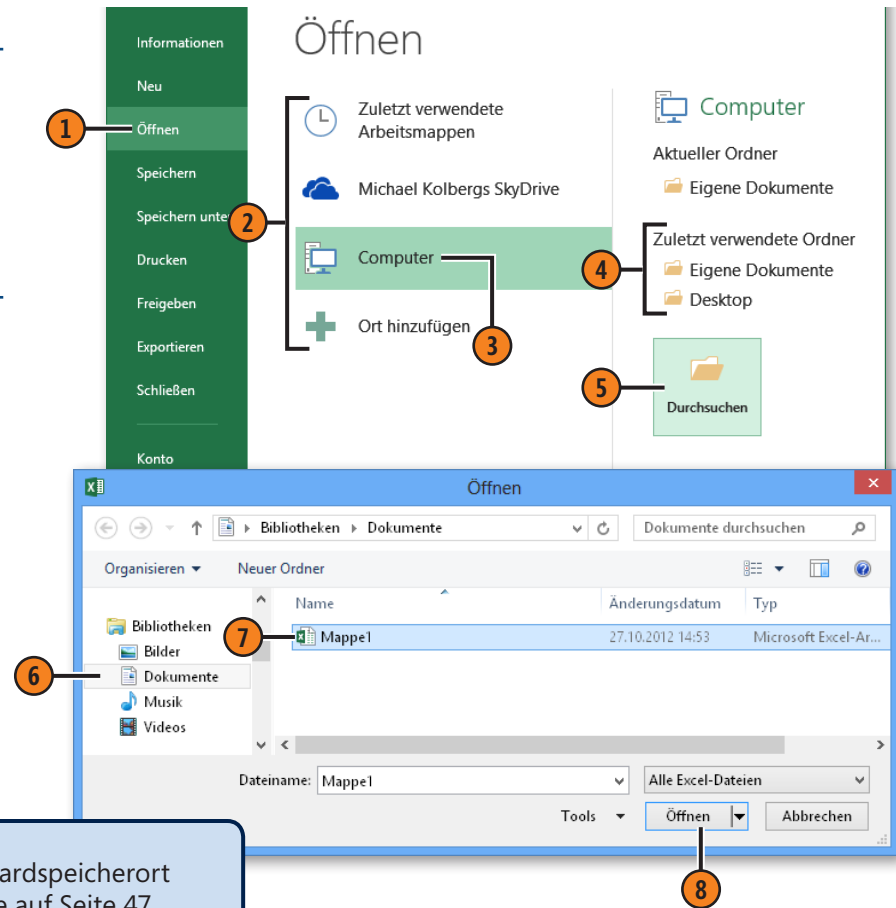 Informationen
Neu
Öffnen
Speichern
Speichern unte
Drucken
Freigeben
Exportieren
Schließen
Konto
Öffnen
Zuletzt verwendete
Arbeitsmappen
Michael Kolbergs SkyDrive
Computer
Ort hinzufügen
Computer
Aktueller Ordner
Eigene Dokumente
Zuletzt verwendete Ordner
Eigene Dokumente
Desktop
Durchsuchen
1
2
3
4
5
Öffnen
Bibliotheken Dokumente
Dokumente durchsuchen
Organisieren
Neuer Ordner
Name
Änderungsdatum
Typ
Bibliotheken
Bilder
Dokumente
Musik
Videos
Mappe1
27.10.2012 14:53
Microsoft Excel-Ar...
6
7
Dateiname: Mappe1
Alle Excel-Dateien
Tools
Öffnen
Abbrechen
8
ardspeicherort
e auf Seite 47